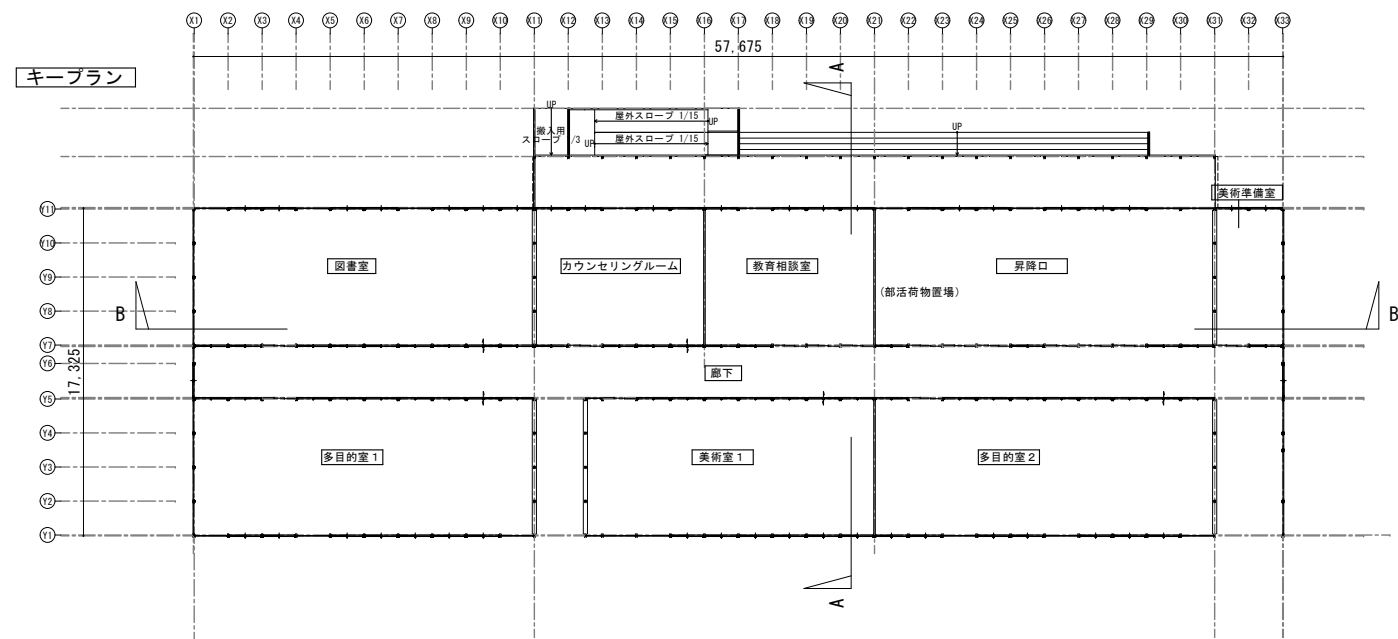 X1 X2 X3 X4 X5 X6 X7 X8 X9 X10 X11 X12 X13 X14 X15 X16 X17 X18 X19 X20 X21 X22 X23 X24 X25 X26 X27 X28 X29 X30 X31 X32 X33
57,675
キープラン
A
UP
屋外スロープ 1/15
UP
搬入用
スロープ /3
UP
屋外スロープ 1/15
UP
美術準備室
Y11
Y10
図書室
カウンセリングルーム
教育相談室
昇降口
Y9
(部活荷物置場)
Y8
B
B
Y7
Y6
17,325
廊下
Y5
Y4
多目的室1
美術室1
多目的室2
Y3
Y2
Y1
A